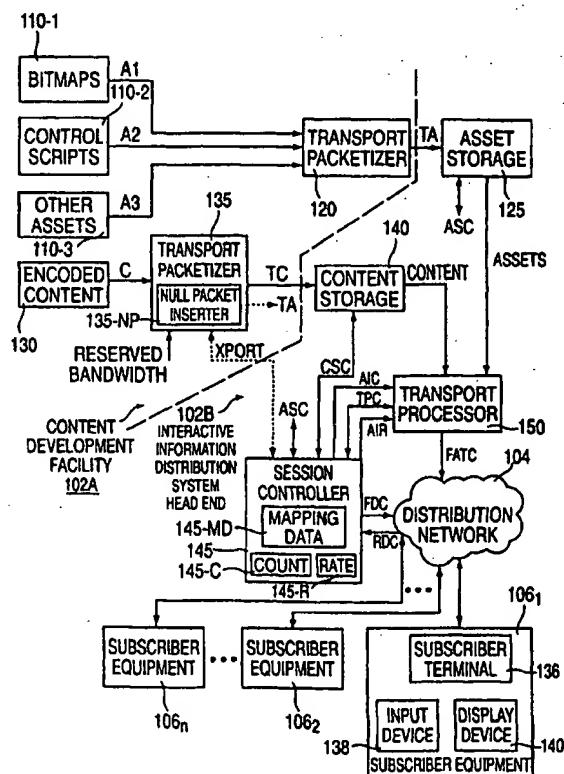 110-1
BITMAPS
A1
110-2
CONTROL
SCRIPTS
A2
OTHER
ASSETS
A3
110-3
TRANSPORT
PACKETIZER
120
TA
ASSET
STORAGE
125
ASC
ASSETS
ENCODED
CONTENT
130
C
135
TRANSPORT
PACKETIZER
NULL PACKET
INSERTER
135-NP
TC
TA
140
CONTENT
STORAGE
CONTENT
RESERVED
BANDWIDTH
XPORT
CSC
AIC
TPC
AIR
TRANSPORT
PROCESSOR
150
CONTENT
DEVELOPMENT
FACILITY
102A
102B
INTERACTIVE
INFORMATION
DISTRIBUTION
SYSTEM
HEAD END
ASC
SESSION
CONTROLLER
MAPPING
DATA
145-MD
145
COUNT
RATE
145-C
145-R
FATC
104
FDC
RDC
DISTRIBUTION
NETWORK
SUBSCRIBER
EQUIPMENT
106n
SUBSCRIBER
EQUIPMENT
1062
1061
SUBSCRIBER
TERMINAL
136
INPUT
DEVICE
138
DISPLAY
DEVICE
140
SUBSCRIBER EQUIPMENT